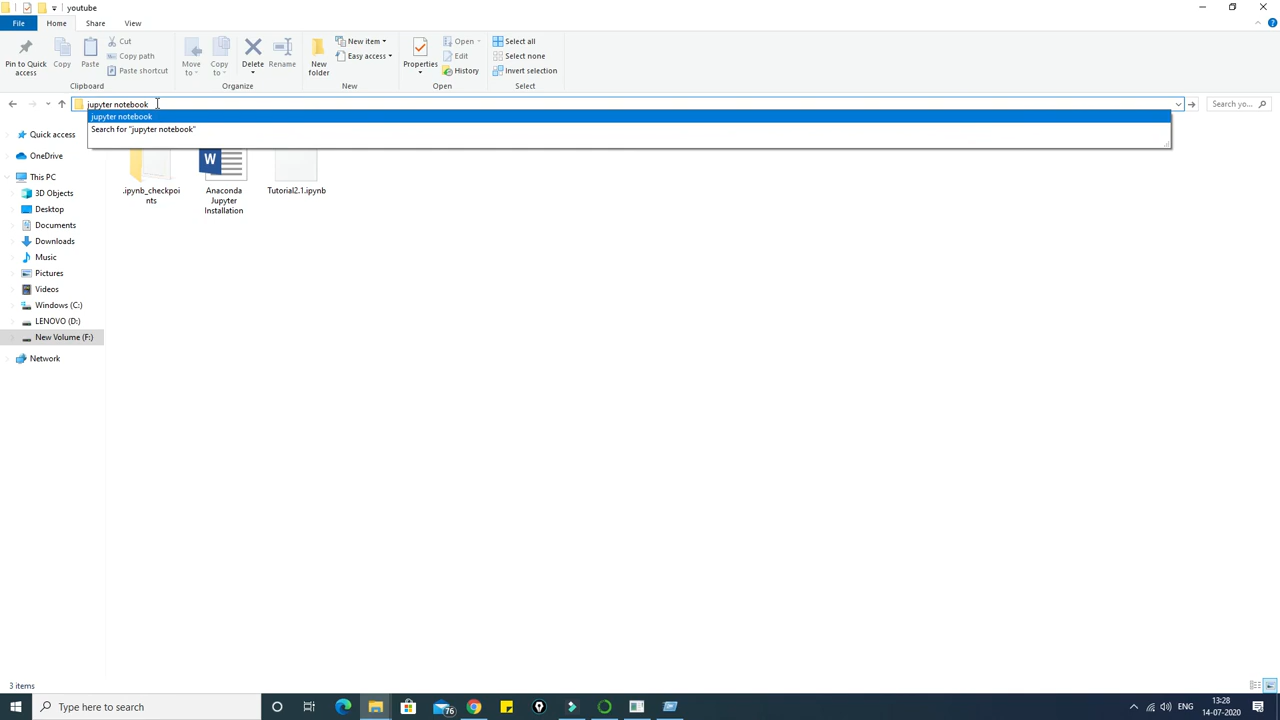 youtube
File
Home
Share
View
Pin to Quick
access
Copy
Paste
Cut
Copy path
Paste shortcut
Clipboard
Move
to
Copy
to
Delete
Rename
Organize
New
folder
New item
Easy access
New
Properties
Open
Edit
History
Open
Select all
Select none
Invert selection
Select
jupyter notebook
Search yo...
jupyter notebook
Search for "jupyter notebook"
Quick access
OneDrive
This PC
3D Objects
Desktop
Documents
Downloads
Music
Pictures
Videos
Windows (C:)
LENOVO (D:)
New Volume (F:)
Network
.ipynb_checkpoi
nts
Anaconda
Jupyter
Installation
Tutorial2.1.ipynb
3 items
Type here to search
76
ENG
13:28
14-07-2020